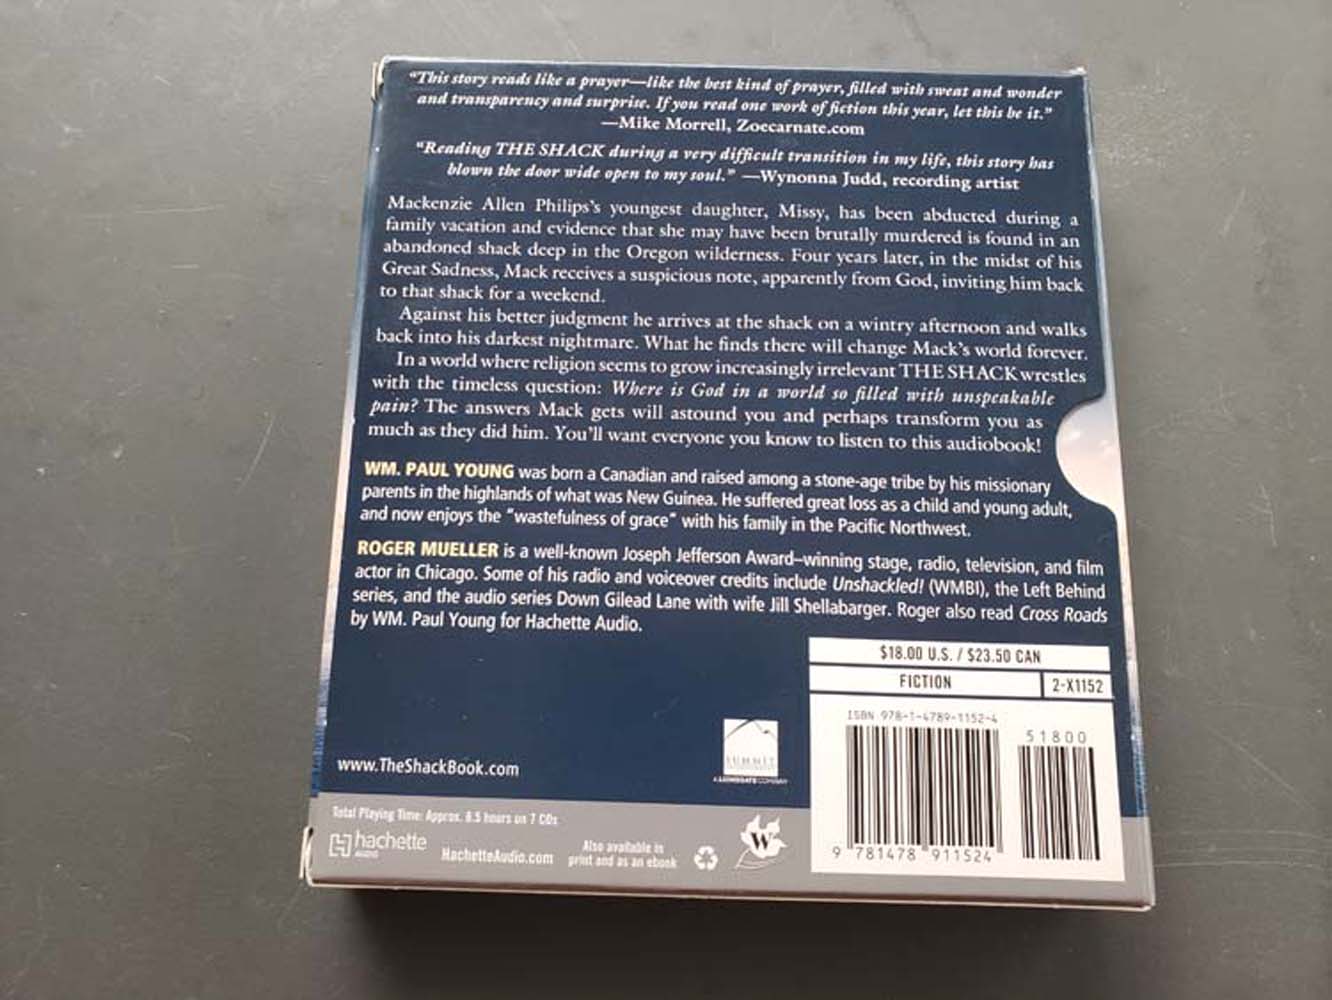 "This story reads like a prayer—like the best kind of prayer, filled with sweat and wonder
and transparency and surprise. If you read one work of fiction this year, let this be it."
—Mike Morrell, Zoecarnate.com
"Reading THE SHACK during a very difficult transition in my life, this story has
blown the door wide open to my soul." —Wynonna Judd, recording artist
Mackenzie Allen Philips's youngest daughter, Missy, has been abducted during a
family vacation and evidence that she may have been brutally murdered is found in an
abandoned shack deep in the Oregon wilderness. Four years later, in the midst of his
Great Sadness, Mack receives a suspicious note, apparently from God, inviting him back
to that shack for a weekend.
Against his better judgment he arrives at the shack on a wintry afternoon and walks
back into his darkest nightmare. What he finds there will change Mack's world forever.
In a world where religion seems to grow increasingly irrelevant THE SHACK wrestles
with the timeless question: Where is God in a world so filled with unspeakable
pain? The answers Mack gets will astound you and perhaps transform you as
much as they did him. You'll want everyone you know to listen to this audiobook!
WM. PAUL YOUNG was born a Canadian and raised among a stone-age tribe by his missionary
parents in the highlands of what was New Guinea. He suffered great loss as a child and young adult,
and now enjoys the "wastefulness of grace" with his family in the Pacific Northwest.
ROGER MUELLER is a well-known Joseph Jefferson Award–winning stage, radio, television, and film
actor in Chicago. Some of his radio and voiceover credits include Unshackled! (WMBI), the Left Behind
series, and the audio series Down Gilead Lane with wife Jill Shellabarger. Roger also read Cross Roads
by WM. Paul Young for Hachette Audio.
$18.00 U.S. / $23.50 CAN
FICTION 2-X1152
ISBN 978-1-4789-1152-4
51800
9 781478 911524
SUMMIT
A LIONSGATE COMPANY
www.TheShackBook.com
Total Playing Time: Approx. 8.5 hours on 7 CDs
hachette
AUDIO
HachetteAudio.com
Also available in
print and as an ebook
W